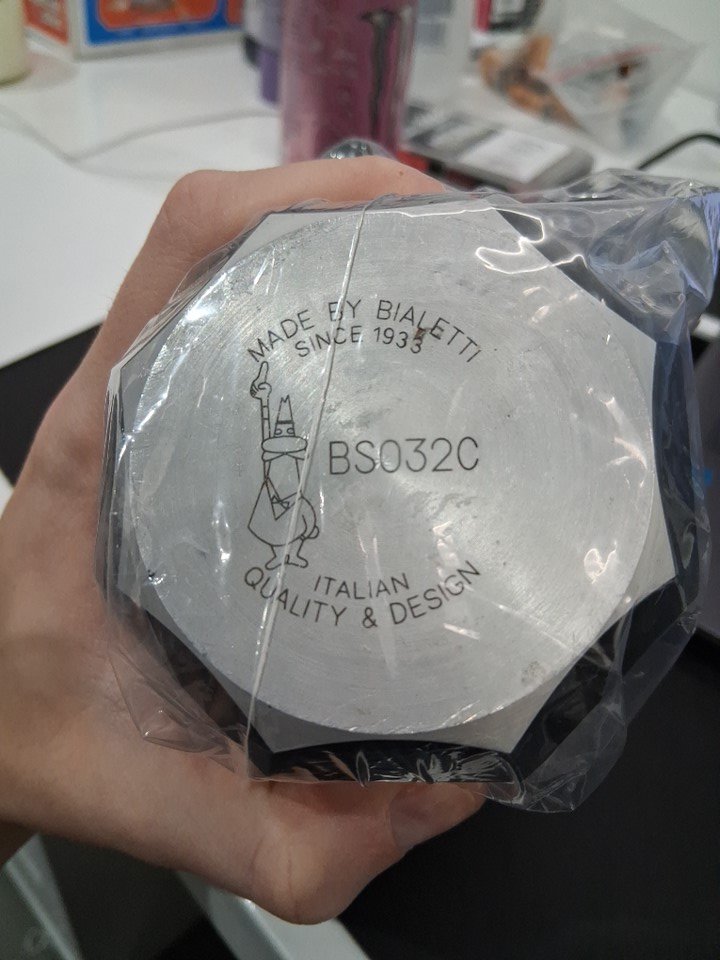 MADE BY BIALETTI
SINCE 1933
BS032C
ITALIAN
QUALITY & DESIGN